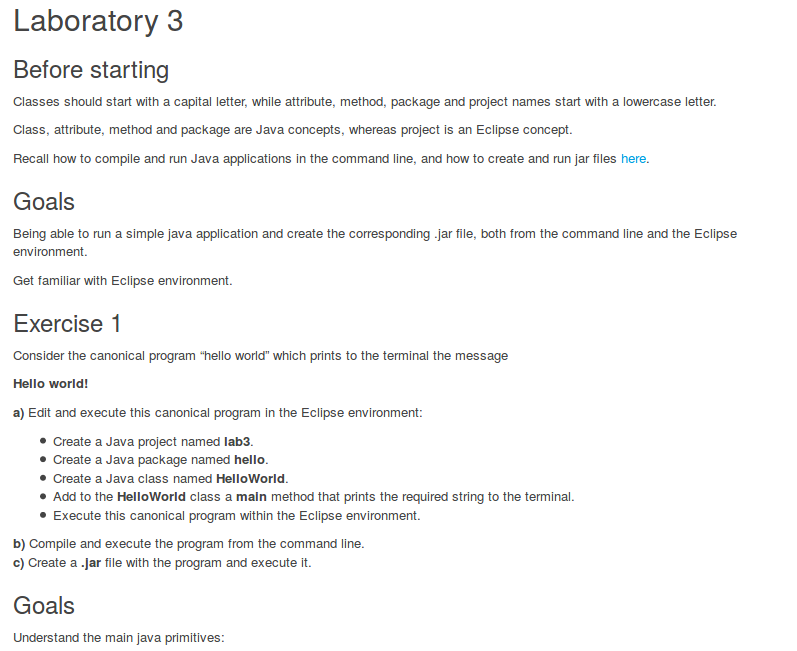 Laboratory 3
Before starting
Classes should start with a capital letter, while attribute, method, package and project names start with a lowercase letter.
Class, attribute, method and package are Java concepts, whereas project is an Eclipse concept.
Recall how to compile and run Java applications in the command line, and how to create and run jar files here.
Goals
Being able to run a simple java application and create the corresponding .jar file, both from the command line and the Eclipse
environment.
Get familiar with Eclipse environment.
Exercise 1
Consider the canonical program “hello world” which prints to the terminal the message
Hello world!
a) Edit and execute this canonical program in the Eclipse environment:
• Create a Java project named lab3.
• Create a Java package named hello.
• Create a Java class named HelloWorld.
• Add to the HelloWorld class a main method that prints the required string to the terminal.
• Execute this canonical program within the Eclipse environment.
b) Compile and execute the program from the command line.
c) Create a .jar file with the program and execute it.
Goals
Understand the main java primitives: